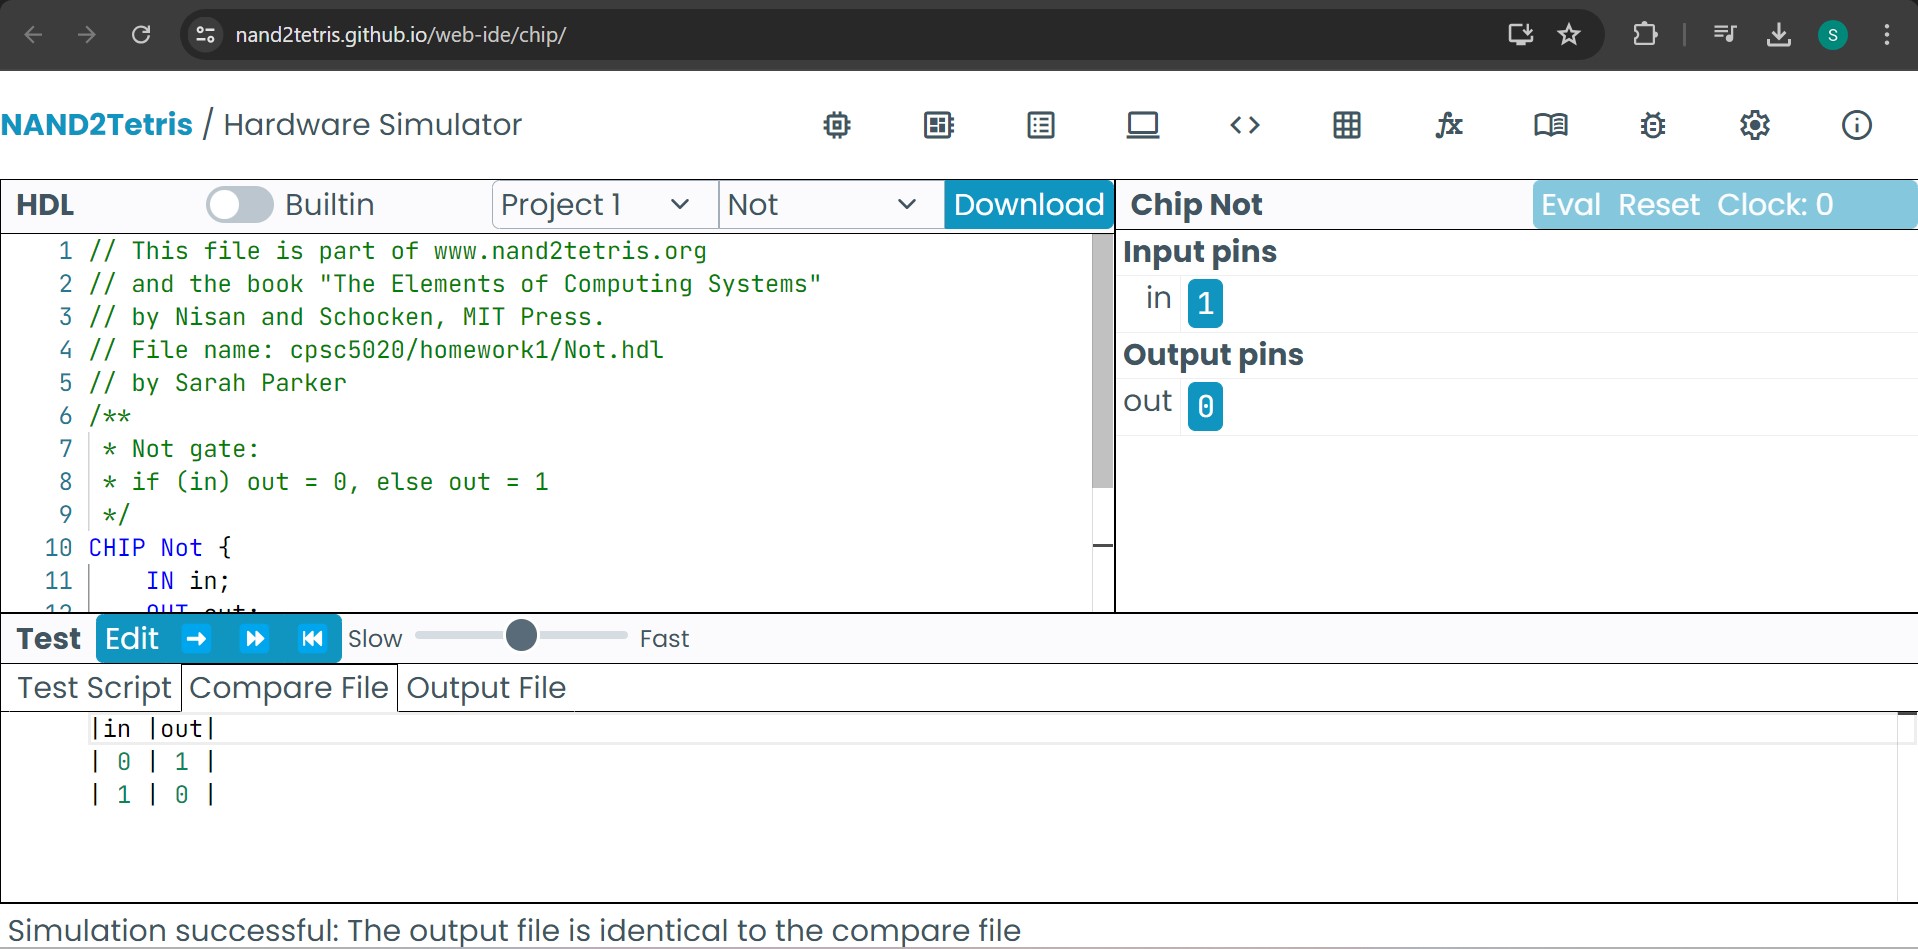 nand2tetris.github.io/web-ide/chip/
S
NAND2Tetris / Hardware Simulator
HDL Builtin Project 1 Not Download
1 // This file is part of www.nand2tetris.org
2 // and the book "The Elements of Computing Systems"
3 // by Nisan and Schocken, MIT Press.
4 // File name: cpsc5020/homework1/Not.hdl
5 // by Sarah Parker
6 /**
7 * Not gate:
8 * if (in) out = 0, else out = 1
9 */
10 CHIP Not {
11 IN in;
12 OUT out;
Chip Not Eval Reset Clock: 0
Input pins
in 1
Output pins
out 0
Test Edit Slow Fast
Test Script Compare File Output File
|in |out|
| 0 | 1 |
| 1 | 0 |
Simulation successful: The output file is identical to the compare file